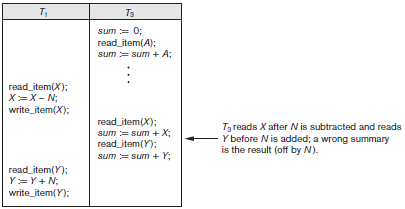 T1 T3
sum := 0;
read_item(A);
sum := sum + A;
read_item(X);
X := X – N;
write_item(X);
read_item(X);
sum := sum + X;
read_item(Y);
sum := sum + Y;
T3 reads X after N is subtracted and reads
Y before N is added; a wrong summary
is the result (off by N).
read_item(Y);
Y := Y + N;
write_item(Y);